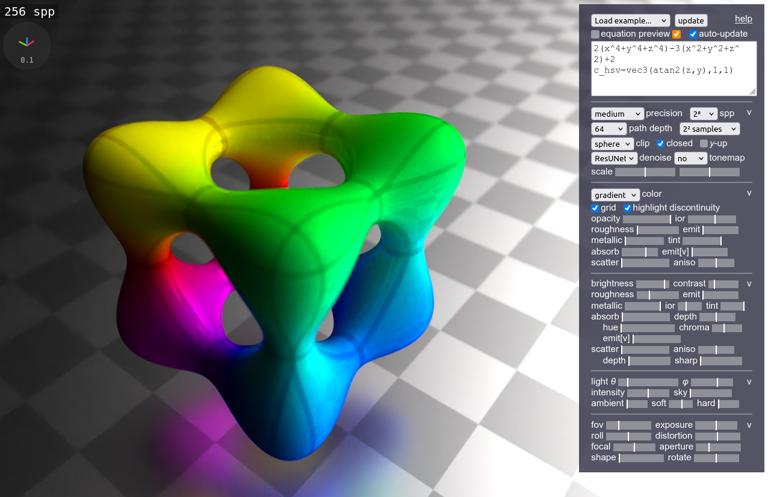 256 spp
0.1
Load example... update help
equation preview auto-update
2(x^4+y^4+z^4)-3(x^2+y^2+z^
2)+2
c_hsv=vec3(atan2(z,y),1,1)
medium precision 2⁸ spp v
64 path depth 2² samples
sphere clip closed y-up
ResUNet denoise no tonemap
scale
gradient color v
grid highlight discontinuity
opacity ior
roughness emit
metallic tint
absorb emit[v]
scatter aniso
brightness contrast v
roughness emit
metallic ior tint
absorb depth
hue chroma
emit[v]
scatter aniso
depth sharp
light θ φ v
intensity sky
ambient soft hard
fov exposure v
roll distortion
focal aperture
shape rotate